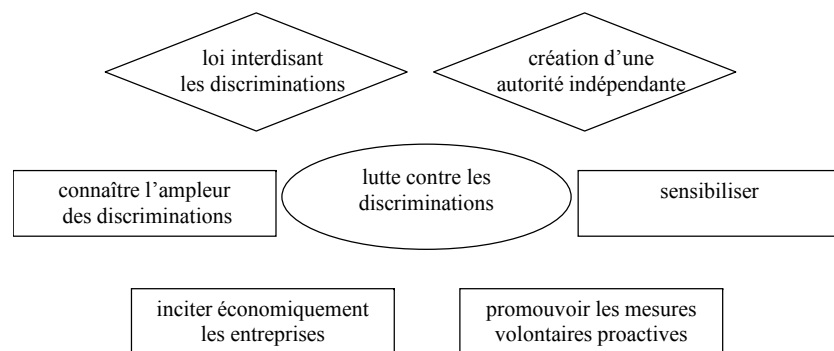 loi interdisant
les discriminations
création d’une
autorité indépendante
connaître l’ampleur
des discriminations
lutte contre les
discriminations
sensibiliser
inciter économiquement
les entreprises
promouvoir les mesures
volontaires proactives